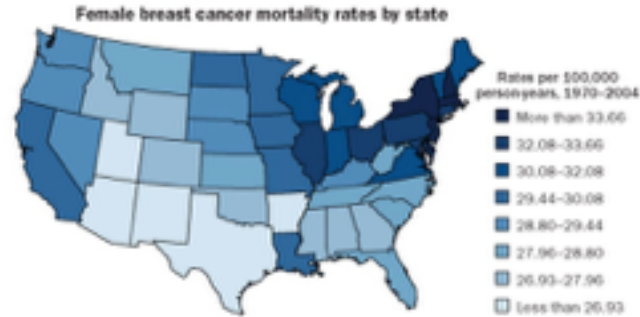 Female breast cancer mortality rates by state
Rates per 100,000
person-years, 1970–2004
More than 33.66
32.08–33.66
30.08–32.08
29.44–30.08
28.80–29.44
27.96–28.80
26.93–27.96
Less than 26.93